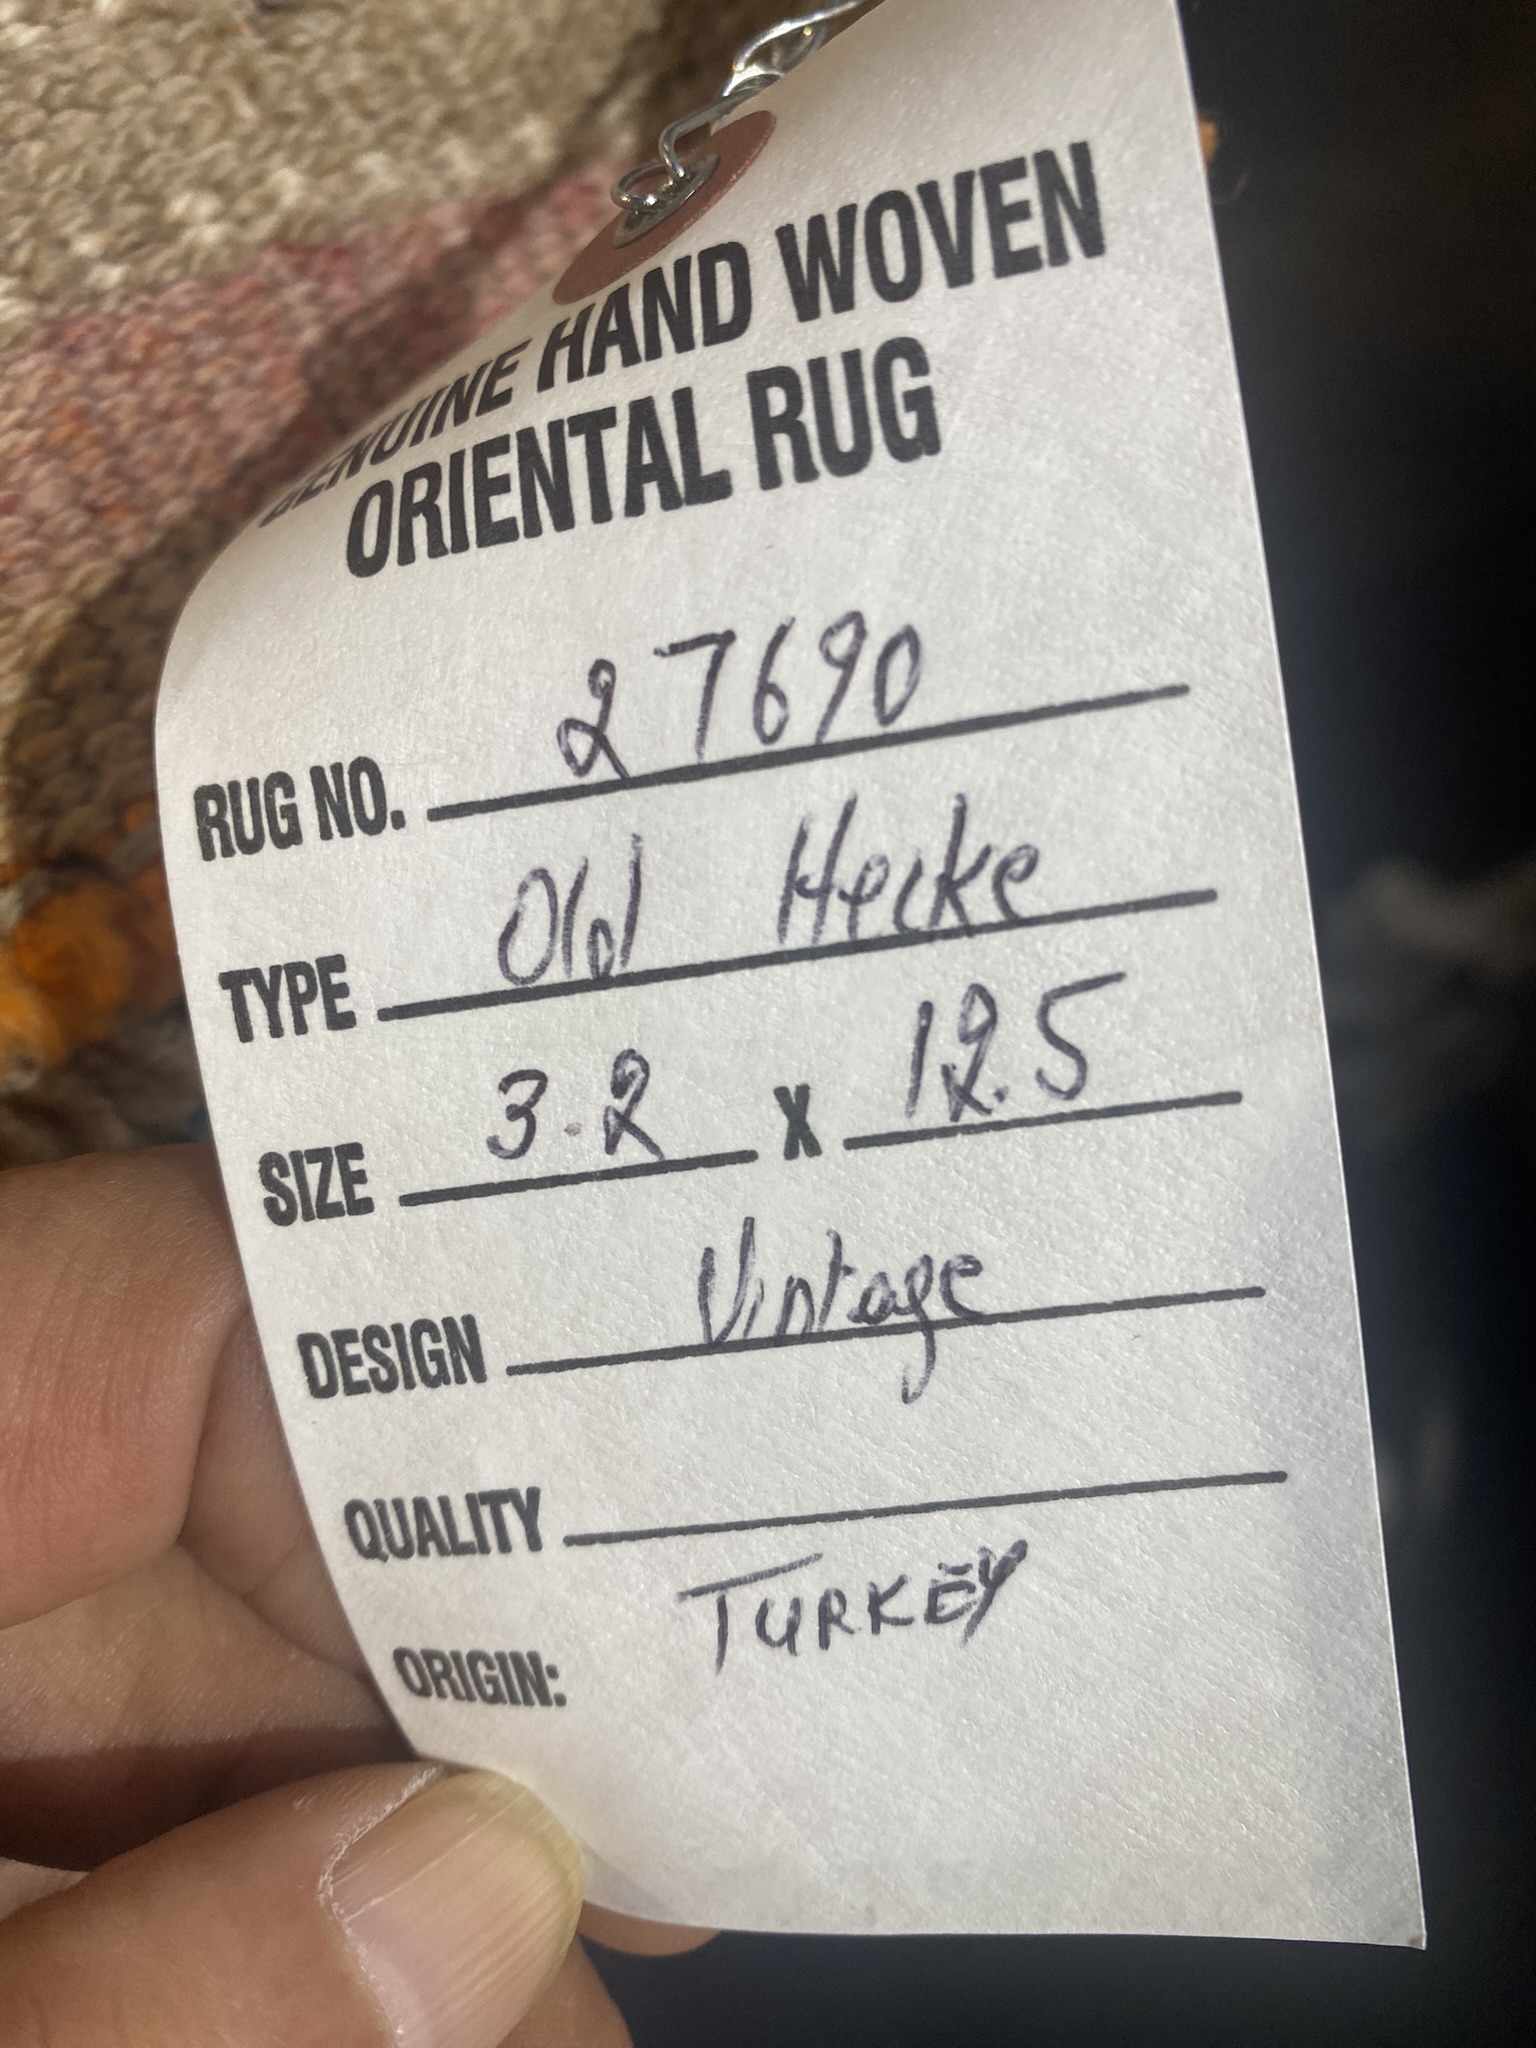 GENUINE HAND WOVEN
ORIENTAL RUG
RUG NO. 27690
TYPE Old Hecke
SIZE 3.2 X 12.5
DESIGN Vintage
QUALITY
ORIGIN: TURKEY